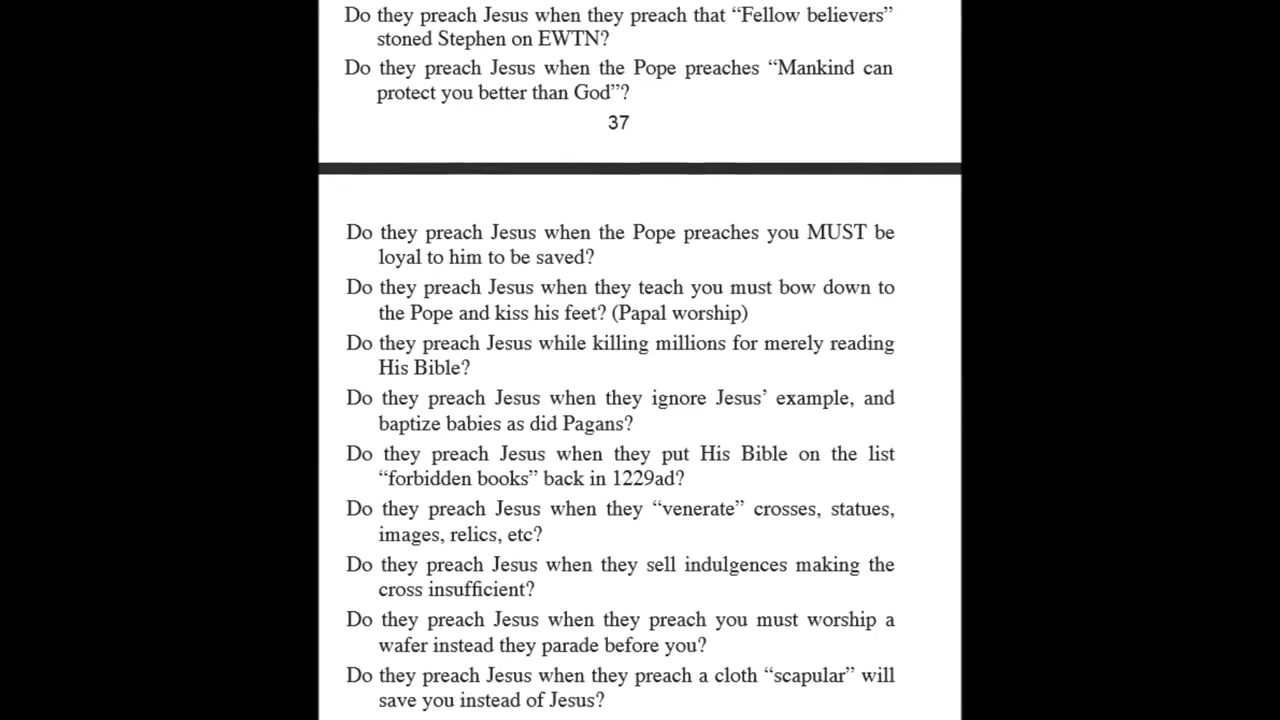 Do they preach Jesus when they preach that “Fellow believers”
stoned Stephen on EWTN?
Do they preach Jesus when the Pope preaches “Mankind can
protect you better than God”?
37
Do they preach Jesus when the Pope preaches you MUST be
loyal to him to be saved?
Do they preach Jesus when they teach you must bow down to
the Pope and kiss his feet? (Papal worship)
Do they preach Jesus while killing millions for merely reading
His Bible?
Do they preach Jesus when they ignore Jesus’ example, and
baptize babies as did Pagans?
Do they preach Jesus when they put His Bible on the list
“forbidden books” back in 1229ad?
Do they preach Jesus when they “venerate” crosses, statues,
images, relics, etc?
Do they preach Jesus when they sell indulgences making the
cross insufficient?
Do they preach Jesus when they preach you must worship a
wafer instead they parade before you?
Do they preach Jesus when they preach a cloth “scapular” will
save you instead of Jesus?